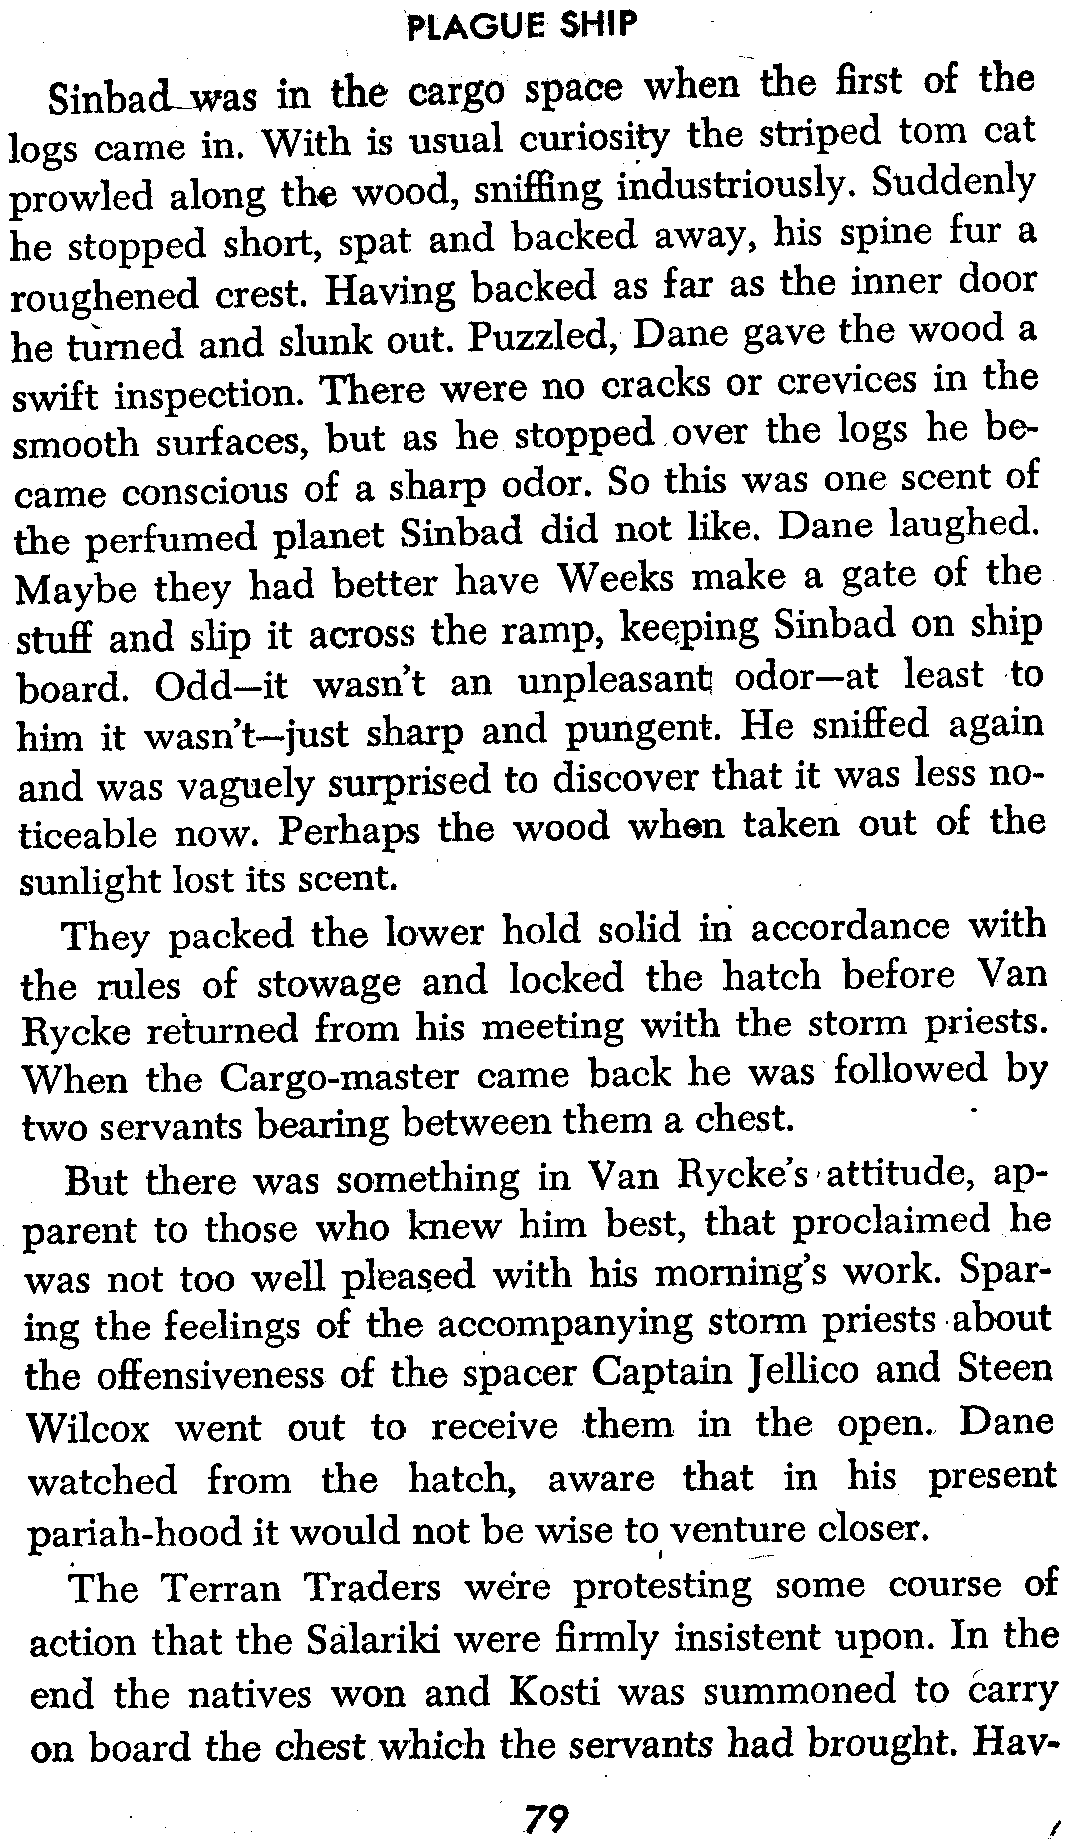 PLAGUE SHIP
Sinbad was in the cargo space when the first of the
logs came in. With is usual curiosity the striped tom cat
prowled along the wood, sniffing industriously. Suddenly
he stopped short, spat and backed away, his spine fur a
roughened crest. Having backed as far as the inner door
he turned and slunk out. Puzzled, Dane gave the wood a
swift inspection. There were no cracks or crevices in the
smooth surfaces, but as he stopped over the logs he be-
came conscious of a sharp odor. So this was one scent of
the perfumed planet Sinbad did not like. Dane laughed.
Maybe they had better have Weeks make a gate of the
stuff and slip it across the ramp, keeping Sinbad on ship
board. Odd—it wasn't an unpleasant odor—at least to
him it wasn't—just sharp and pungent. He sniffed again
and was vaguely surprised to discover that it was less no-
ticeable now. Perhaps the wood when taken out of the
sunlight lost its scent.
They packed the lower hold solid in accordance with
the rules of stowage and locked the hatch before Van
Rycke returned from his meeting with the storm priests.
When the Cargo-master came back he was followed by
two servants bearing between them a chest.
But there was something in Van Rycke's attitude, ap-
parent to those who knew him best, that proclaimed he
was not too well pleased with his morning's work. Spar-
ing the feelings of the accompanying storm priests about
the offensiveness of the spacer Captain Jellico and Steen
Wilcox went out to receive them in the open. Dane
watched from the hatch, aware that in his present
pariah-hood it would not be wise to venture closer.
The Terran Traders were protesting some course of
action that the Salariki were firmly insistent upon. In the
end the natives won and Kosti was summoned to carry
on board the chest which the servants had brought. Hav-
79